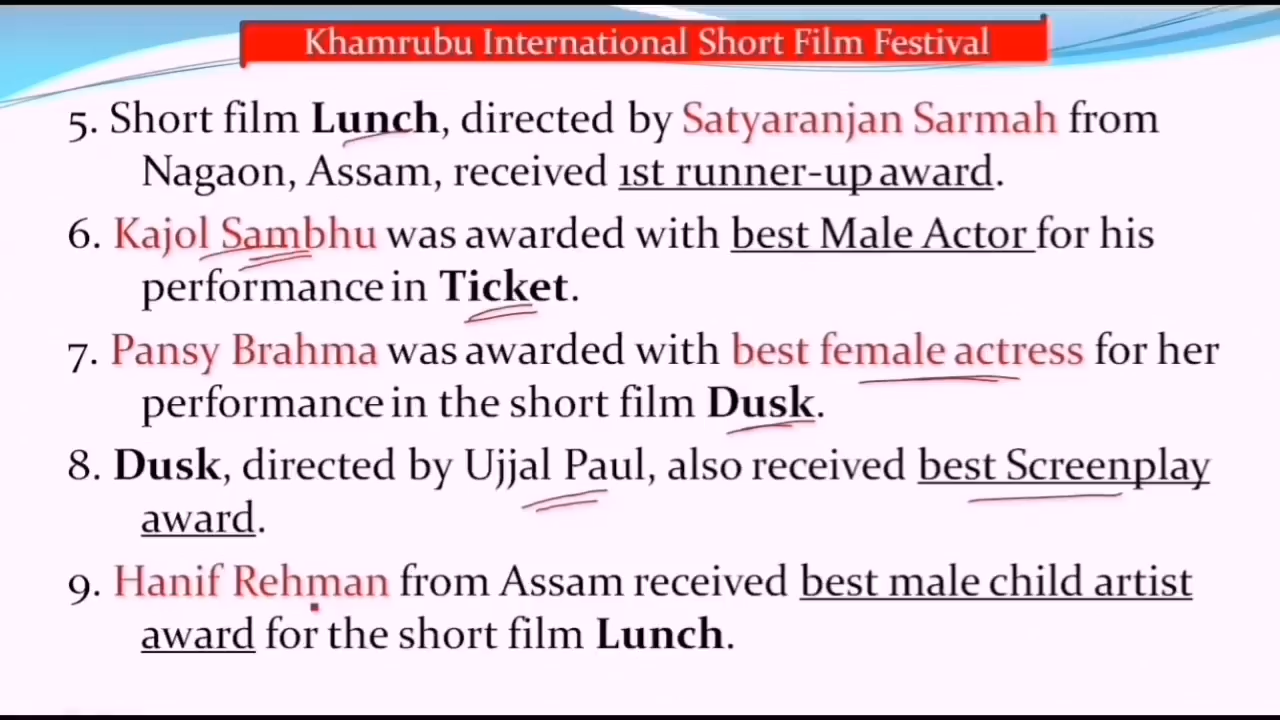 Khamrubu International Short Film Festival
5. Short film Lunch, directed by Satyaranjan Sarmah from
Nagaon, Assam, received 1st runner-up award.
6. Kajol Sambhu was awarded with best Male Actor for his
performance in Ticket.
7. Pansy Brahma was awarded with best female actress for her
performance in the short film Dusk.
8. Dusk, directed by Ujjal Paul, also received best Screenplay
award.
9. Hanif Rehman from Assam received best male child artist
award for the short film Lunch.